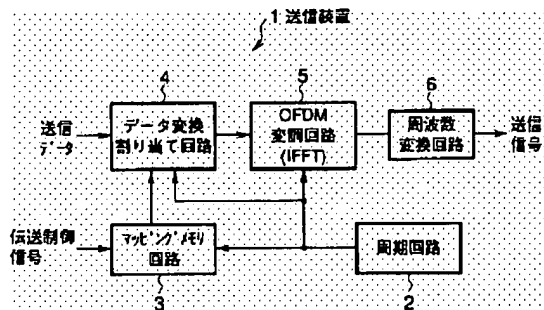 1 送信装置
4
5
6
送信
データ
データ変換
割り当て回路
OFDM
変調回路
(IFFT)
周波数
変換回路
送信
信号
伝送制御
信号
マッピングメモリ
回路
周期回路
3
2